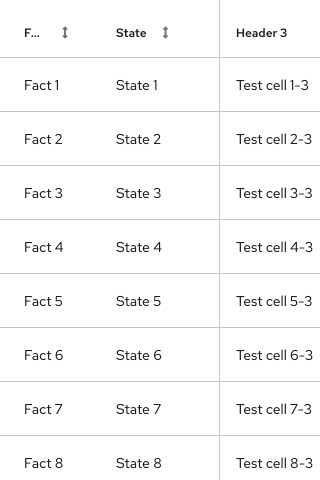 F... State Header 3
Fact 1 State 1 Test cell 1-3
Fact 2 State 2 Test cell 2-3
Fact 3 State 3 Test cell 3-3
Fact 4 State 4 Test cell 4-3
Fact 5 State 5 Test cell 5-3
Fact 6 State 6 Test cell 6-3
Fact 7 State 7 Test cell 7-3
Fact 8 State 8 Test cell 8-3